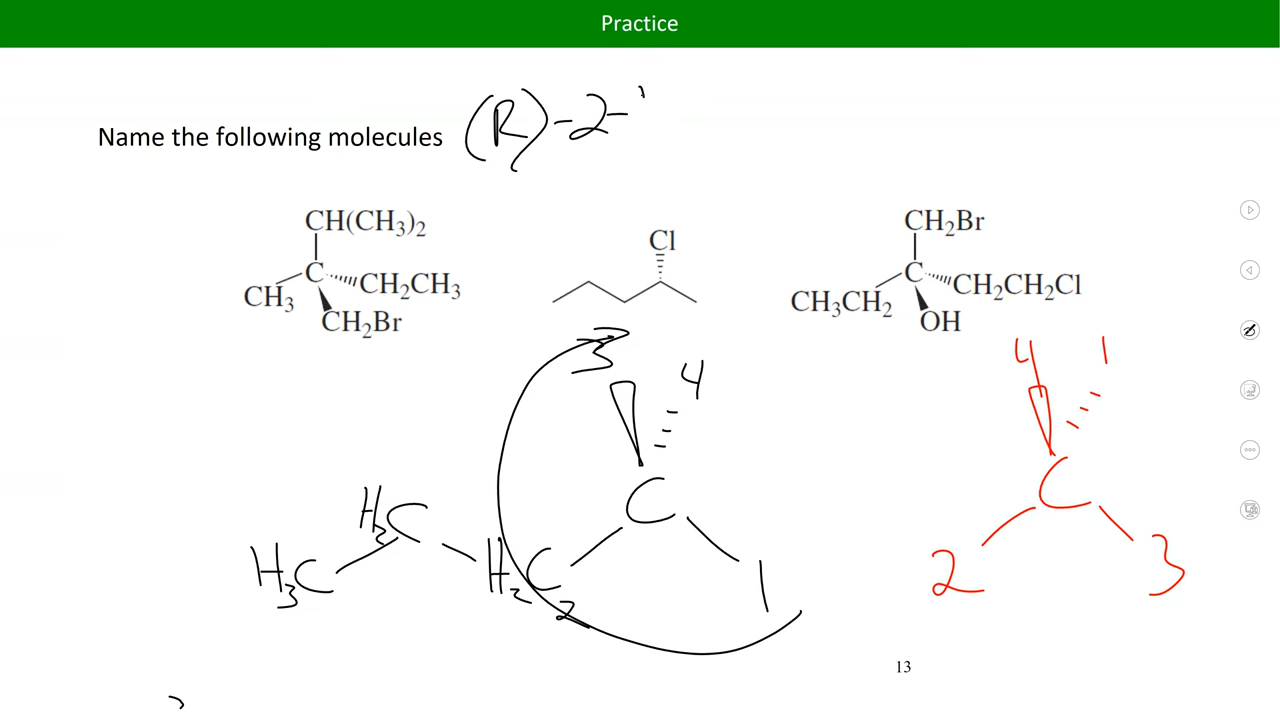 Practice
Name the following molecules (R)-2-
CH(CH₃)₂
C
CH₃
CH₂CH₃
CH₂Br
Cl
CH₂Br
C
CH₃CH₂
CH₂CH₂Cl
OH
3
4
C
H₃C
H₂C
H₂C
2
1
4
1
C
2
3
13